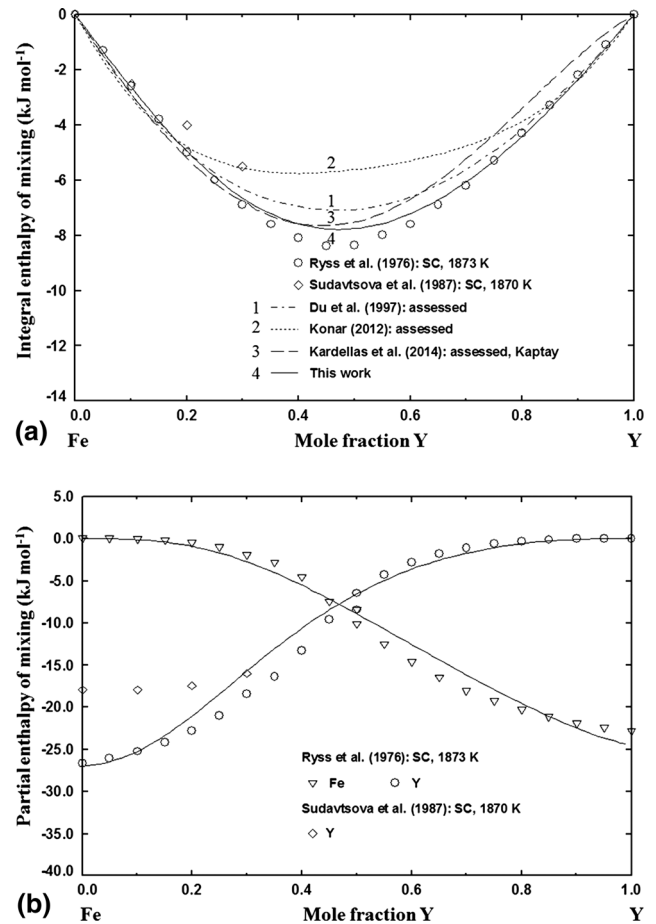 0
-2
-4
-6
-8
-10
-12
-14
Integral enthalpy of mixing (kJ mol-1)
2
1
3
4
Ryss et al. (1976): SC, 1873 K
Sudavtsova et al. (1987): SC, 1870 K
1 Du et al. (1997): assessed
2 Konar (2012): assessed
3 Kardellas et al. (2014): assessed, Kaptay
4 This work
0.0 0.2 0.4 0.6 0.8 1.0
(a) Fe Mole fraction Y Y
5.0
0.0
-5.0
-10.0
-15.0
-20.0
-25.0
-30.0
-35.0
-40.0
Partial enthalpy of mixing (kJ mol-1)
Ryss et al. (1976): SC, 1873 K
Fe Y
Sudavtsova et al. (1987): SC, 1870 K
Y
0.0 0.2 0.4 0.6 0.8 1.0
(b) Fe Mole fraction Y Y